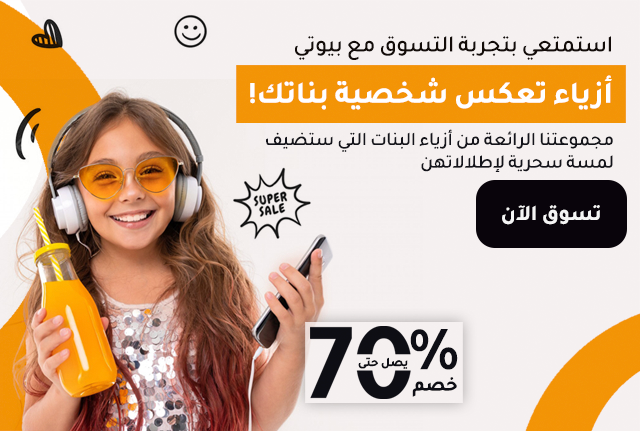 استمتعي بتجربة التسوق مع بيوتي
أزياء تعكس شخصية بناتك!
مجموعتنا الرائعة من أزياء البنات التي ستضيف
لمسة سحرية لإطلالاتهن
تسوق الآن
SUPER
SALE
70%
يصل حتى
خصم